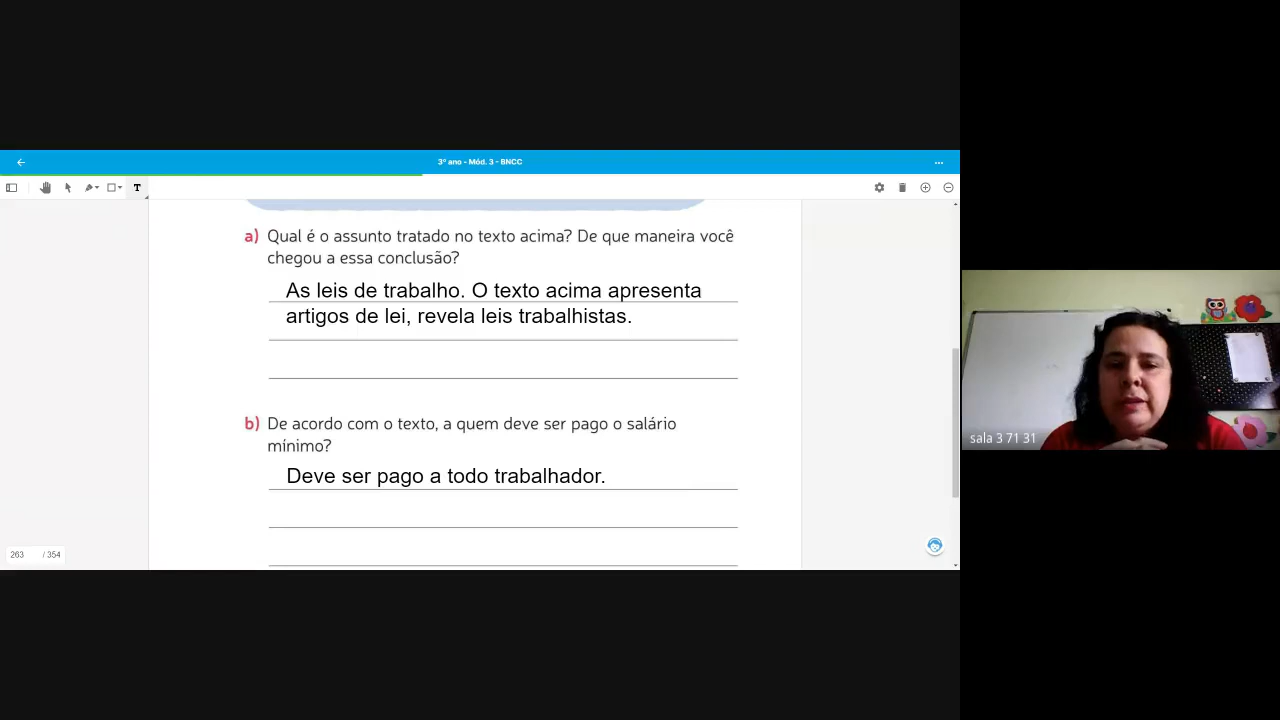 3º ano - Mód. 3 - BNCC
T
a) Qual é o assunto tratado no texto acima? De que maneira você
chegou a essa conclusão?
As leis de trabalho. O texto acima apresenta
artigos de lei, revela leis trabalhistas.
b) De acordo com o texto, a quem deve ser pago o salário
mínimo?
Deve ser pago a todo trabalhador.
263 / 354
sala 3 71 31